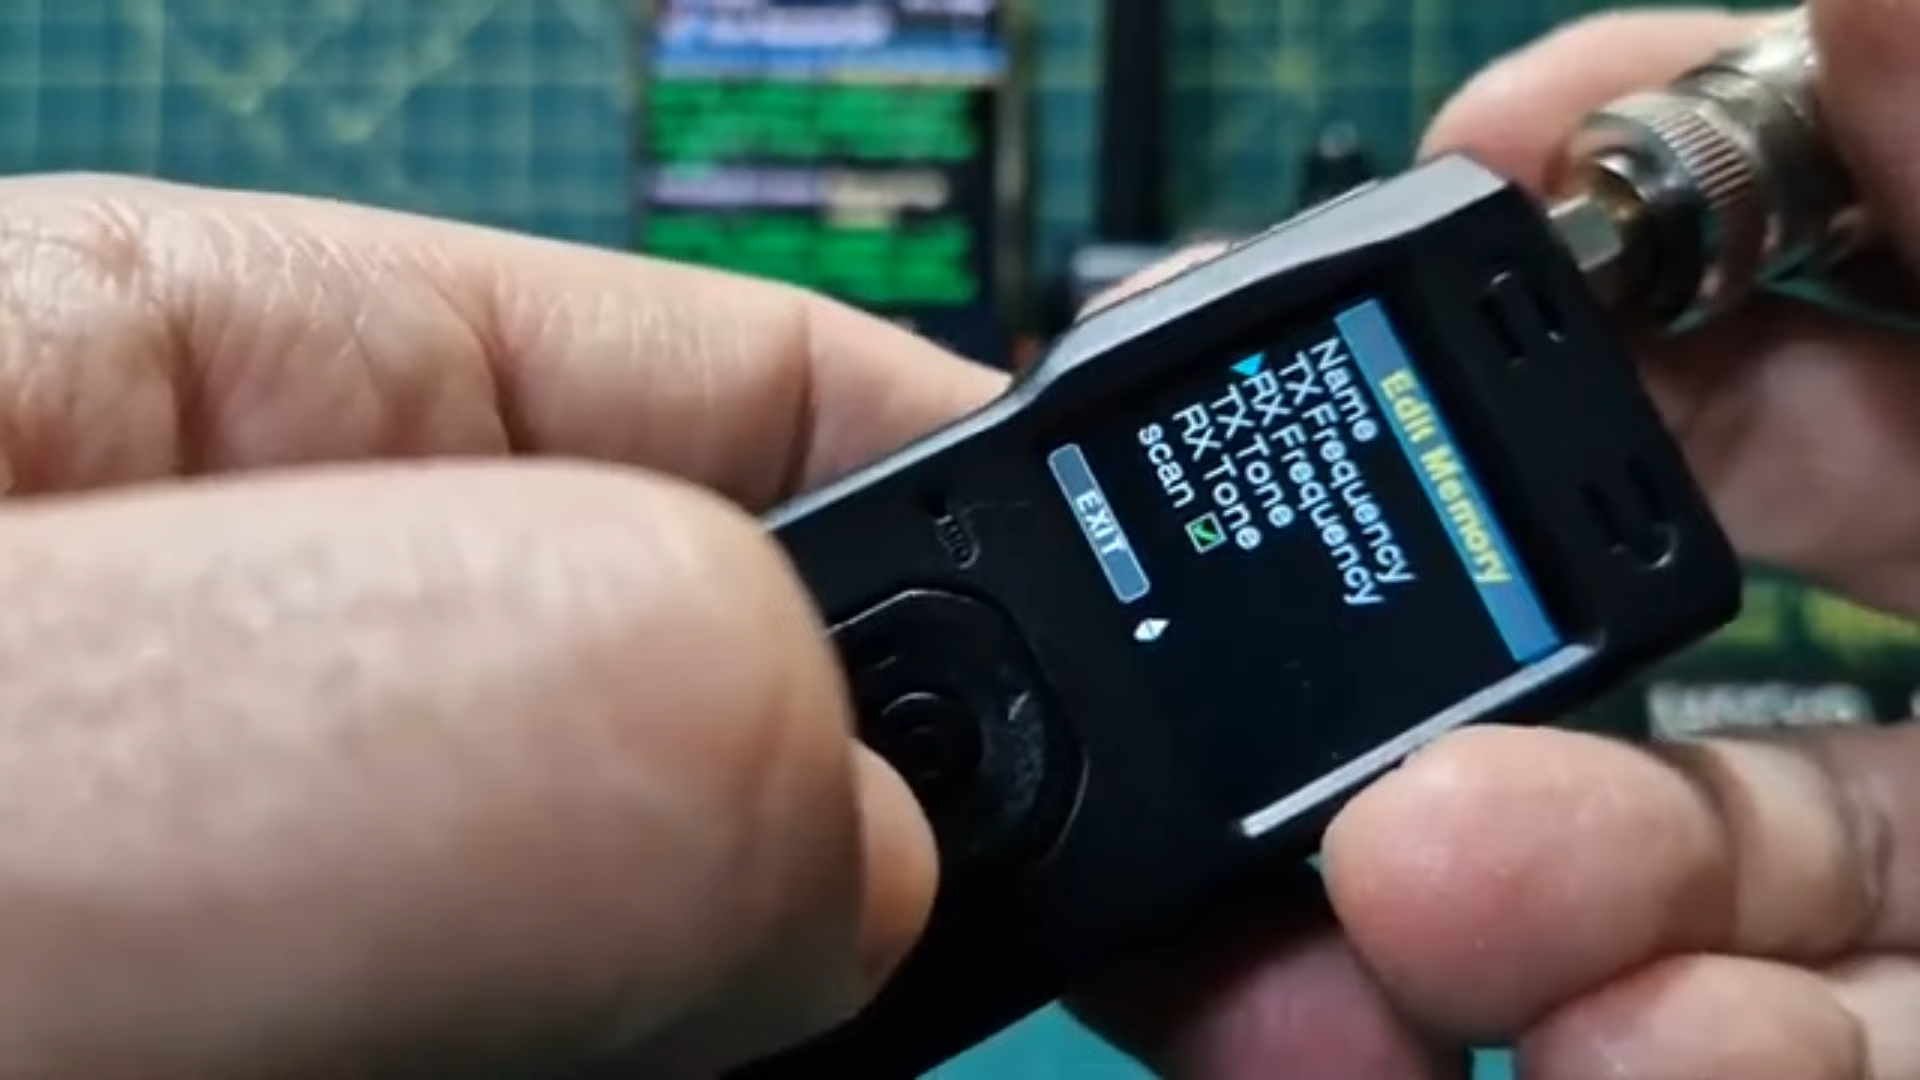 Edit Memory
Name
TX Frequency
RX Frequency
TX Tone
RX Tone
scan
EXIT